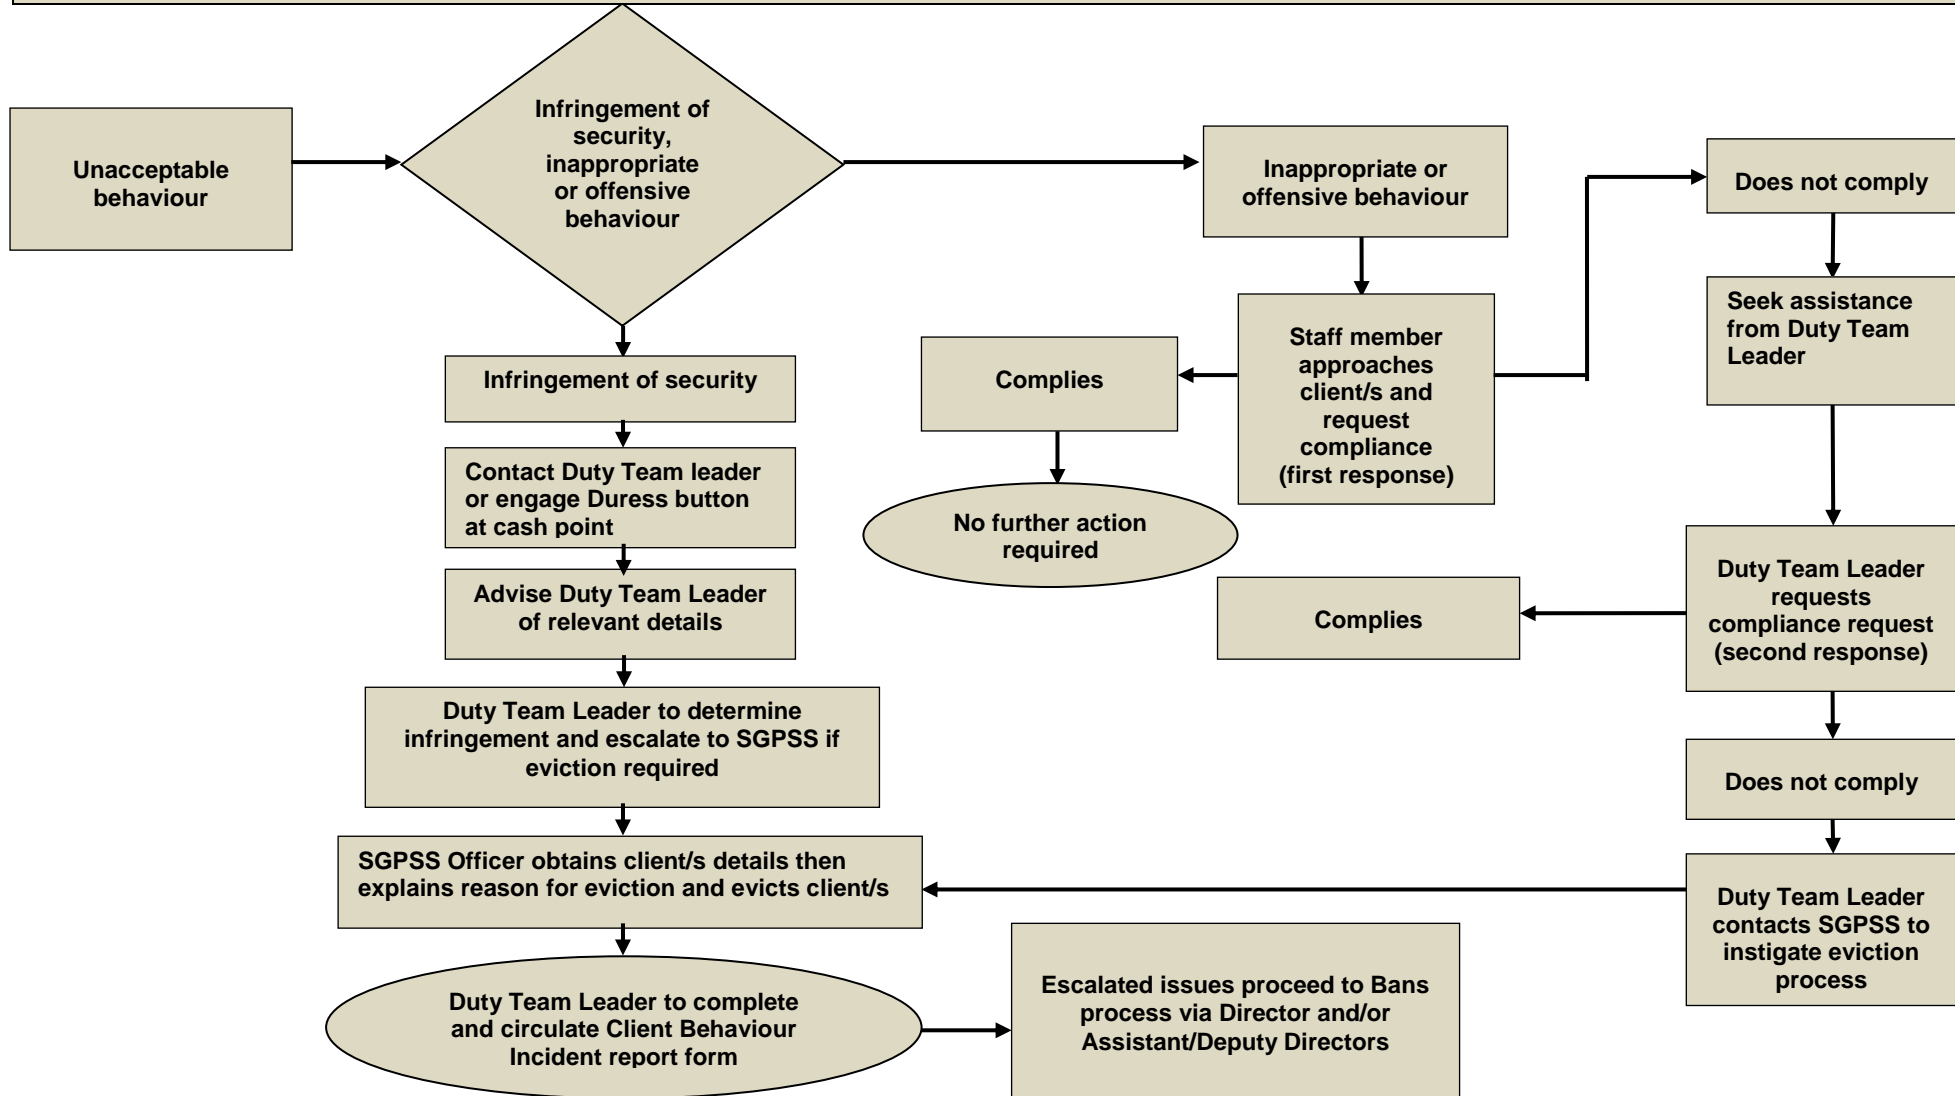 Unacceptable
behaviour
Infringement of
security,
inappropriate
or offensive
behaviour
Inappropriate or
offensive behaviour
Does not comply
Seek assistance
from Duty Team
Leader
Staff member
approaches
client/s and
request
compliance
(first response)
Complies
No further action
required
Infringement of security
Contact Duty Team leader
or engage Duress button
at cash point
Advise Duty Team Leader
of relevant details
Duty Team Leader
requests
compliance request
(second response)
Complies
Duty Team Leader to determine
infringement and escalate to SGPSS if
eviction required
Does not comply
SGPSS Officer obtains client/s details then
explains reason for eviction and evicts client/s
Duty Team Leader
contacts SGPSS to
instigate eviction
process
Duty Team Leader to complete
and circulate Client Behaviour
Incident report form
Escalated issues proceed to Bans
process via Director and/or
Assistant/Deputy Directors